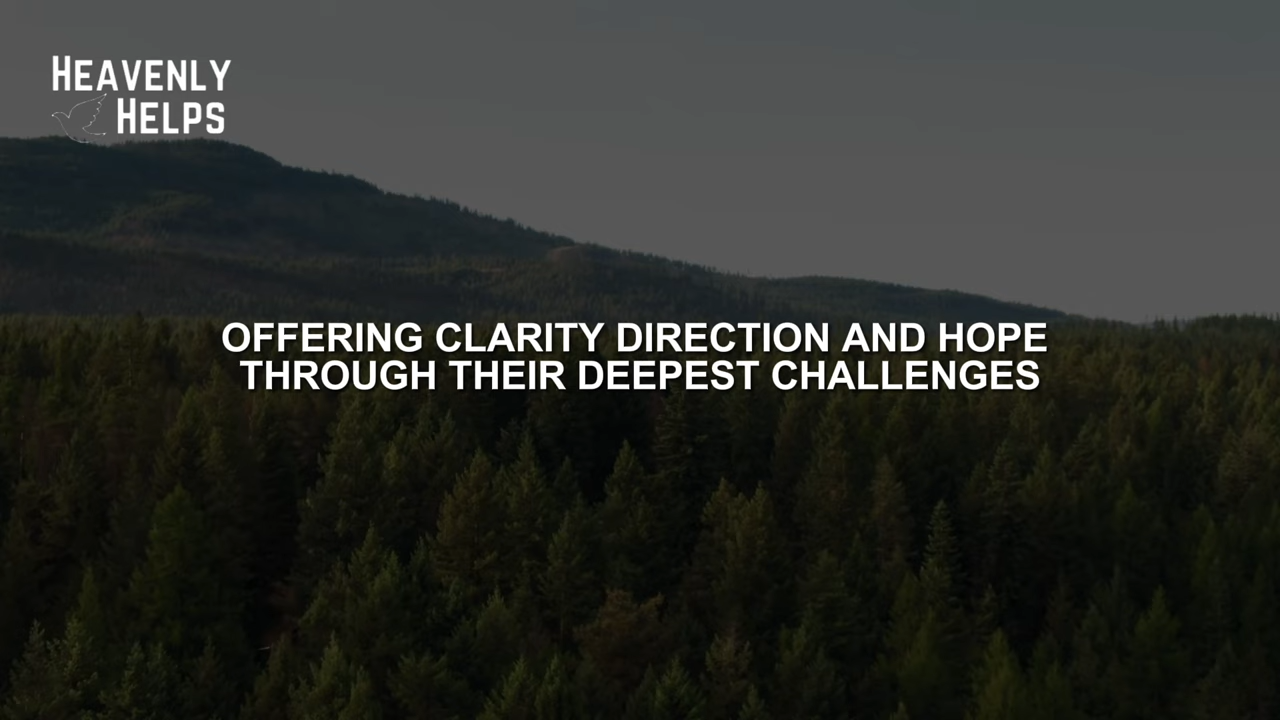 HEAVENLY
HELPS
OFFERING CLARITY DIRECTION AND HOPE
THROUGH THEIR DEEPEST CHALLENGES